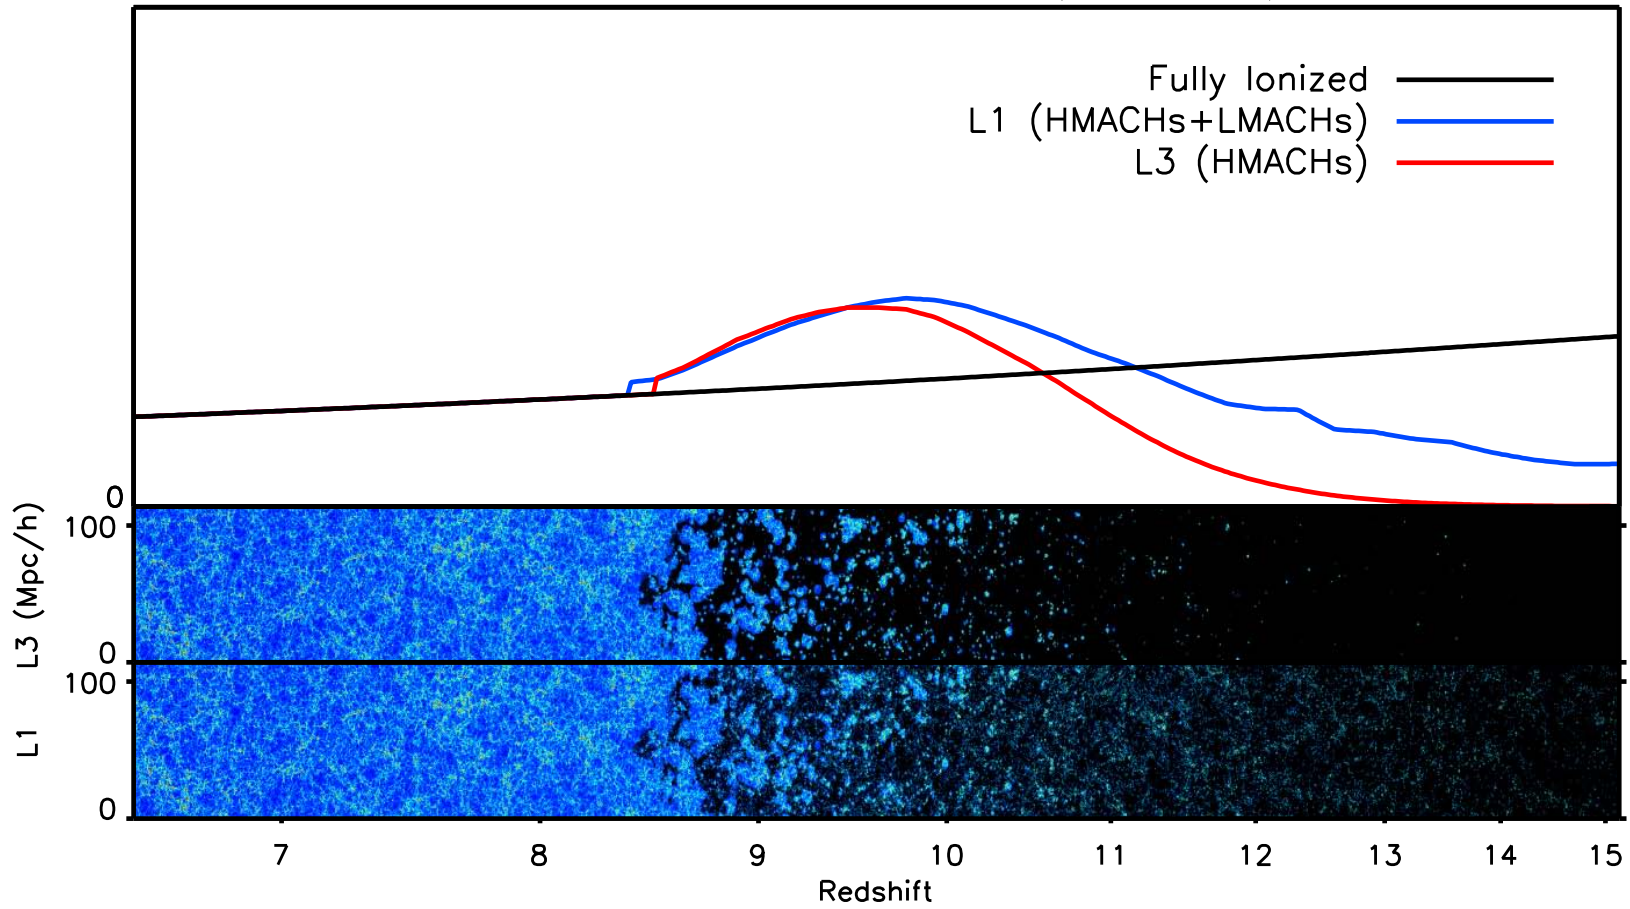 Fully Ionized
L1 (HMACHs+LMACHs)
L3 (HMACHs)
0
100
L3 (Mpc/h)
0
100
L1
0
7 8 9 10 11 12 13 14 15
Redshift